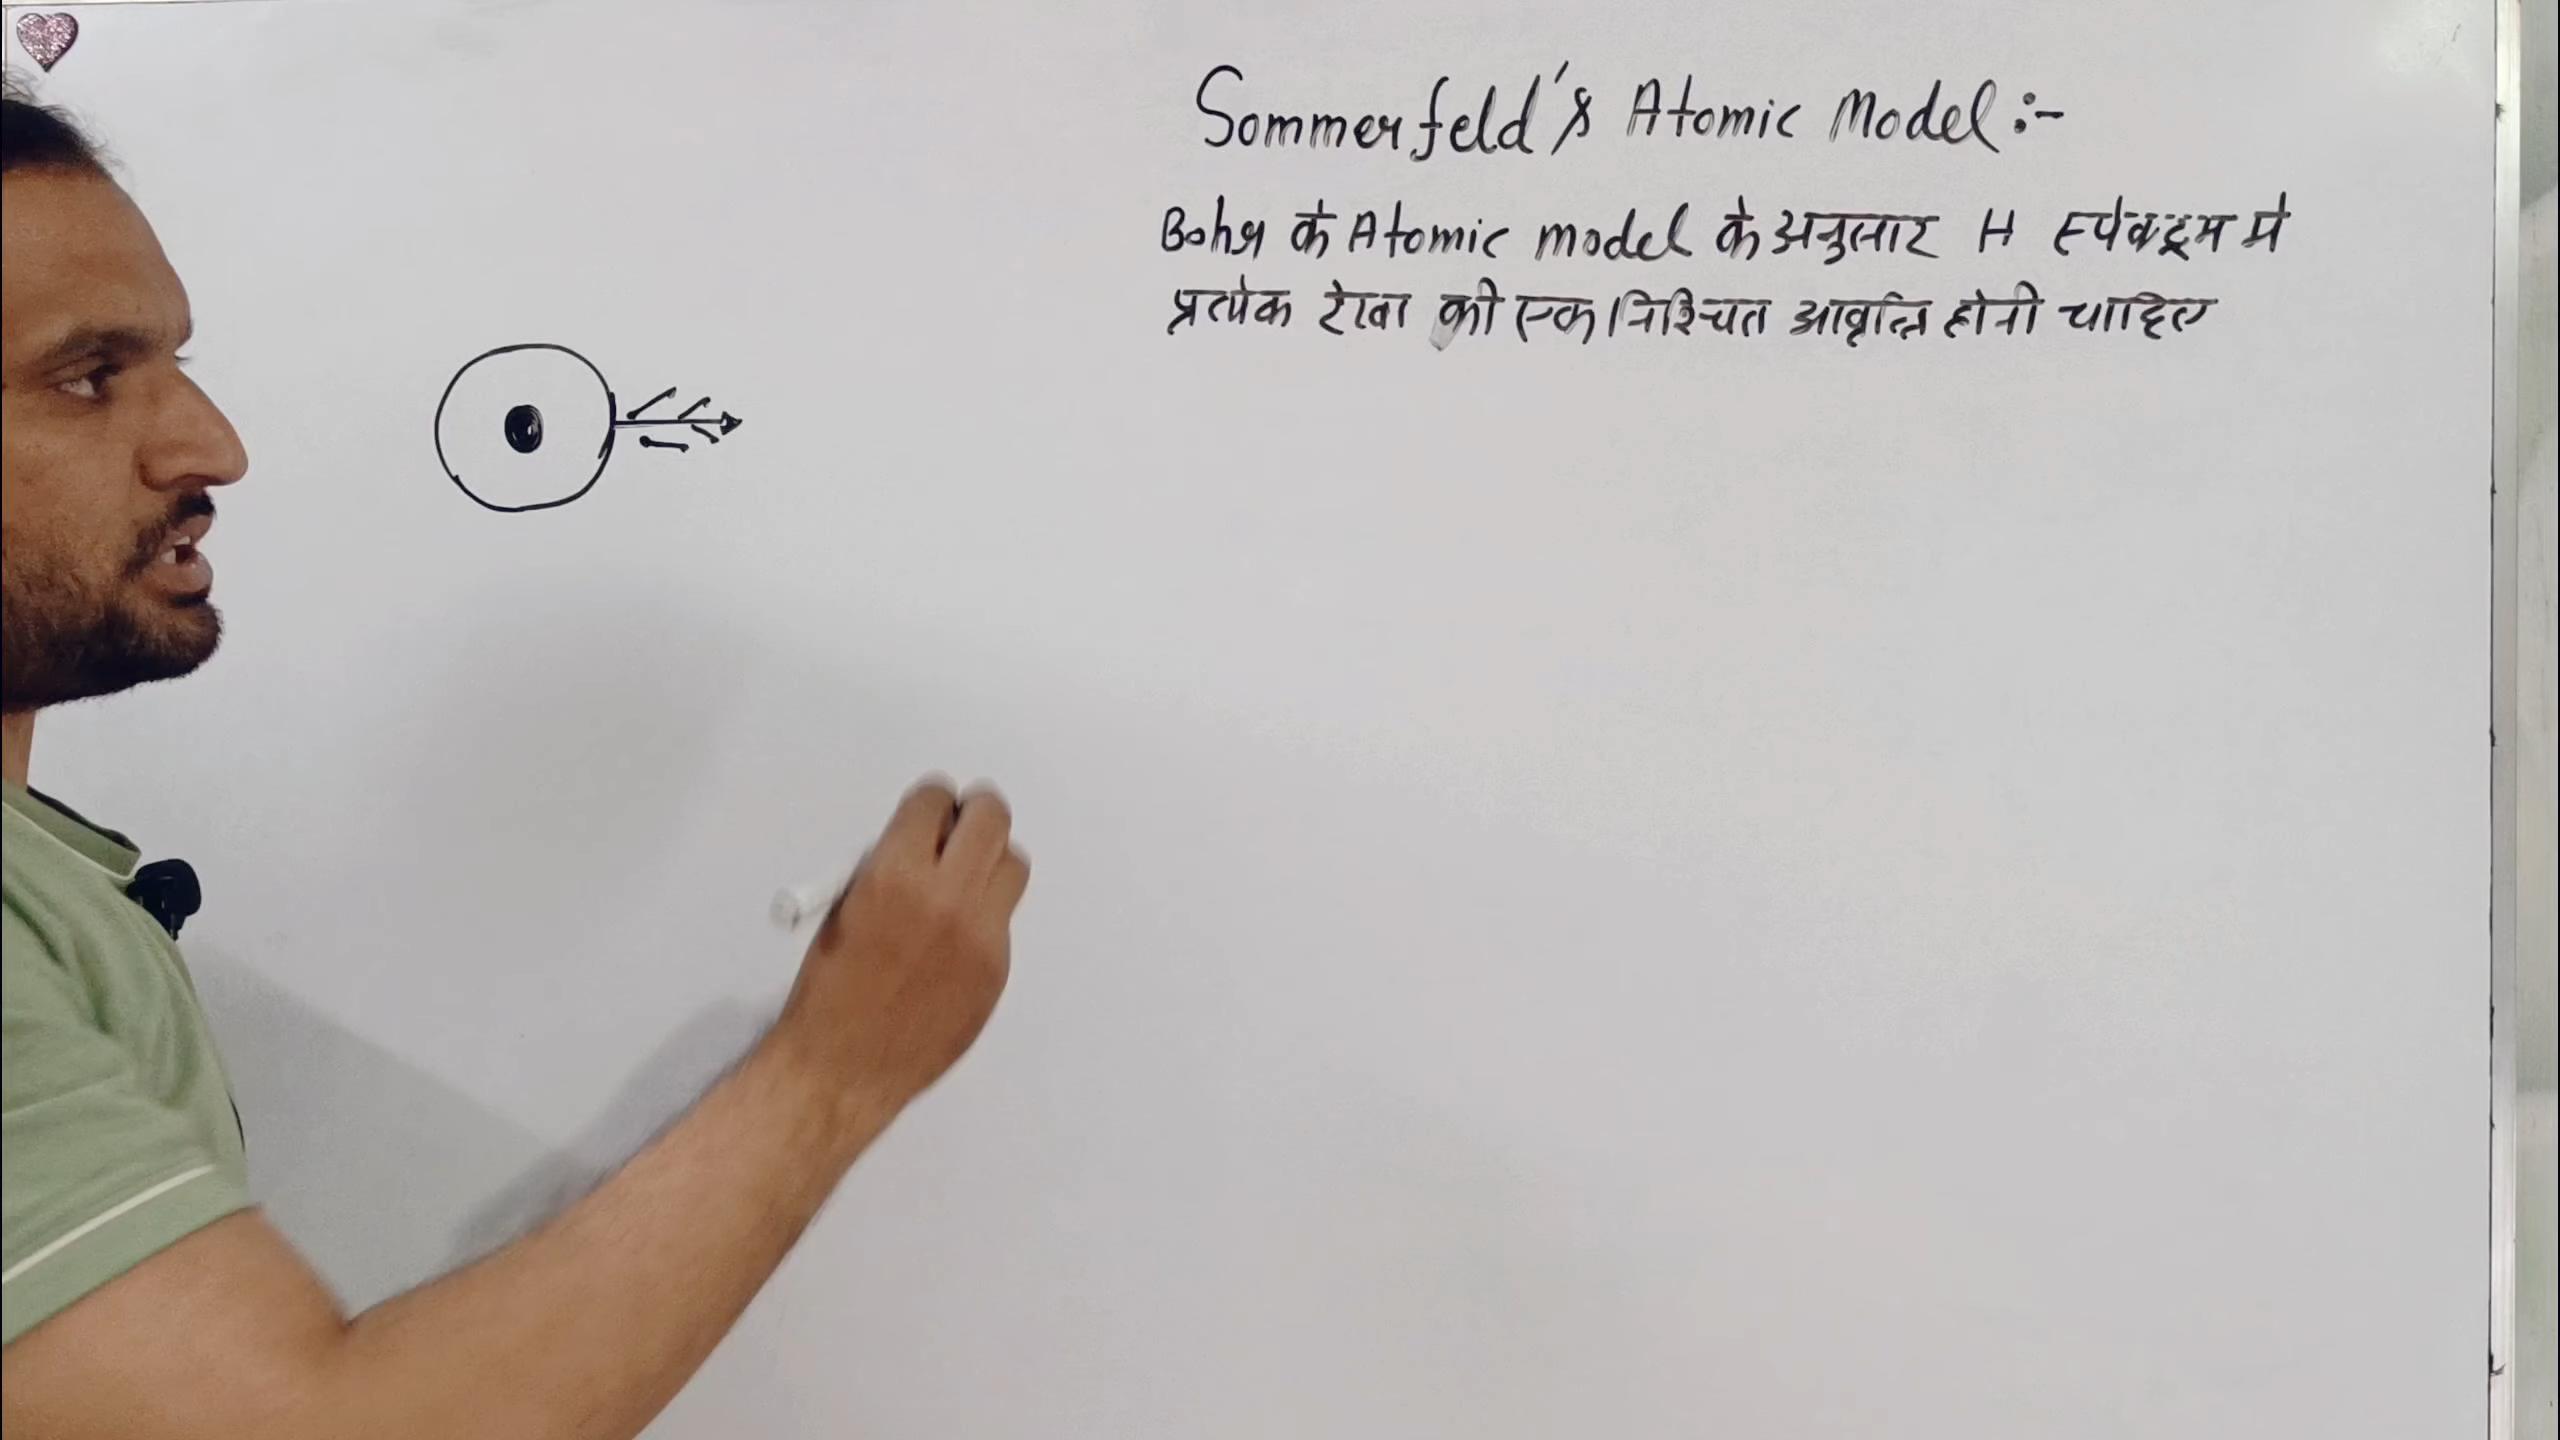 Sommerfeld's Atomic Model :-
Bohr के Atomic model के अनुसार H स्पेक्ट्रम मे
प्रत्येक रेखा की एक निश्चित आवृत्ति होनी चाहिए